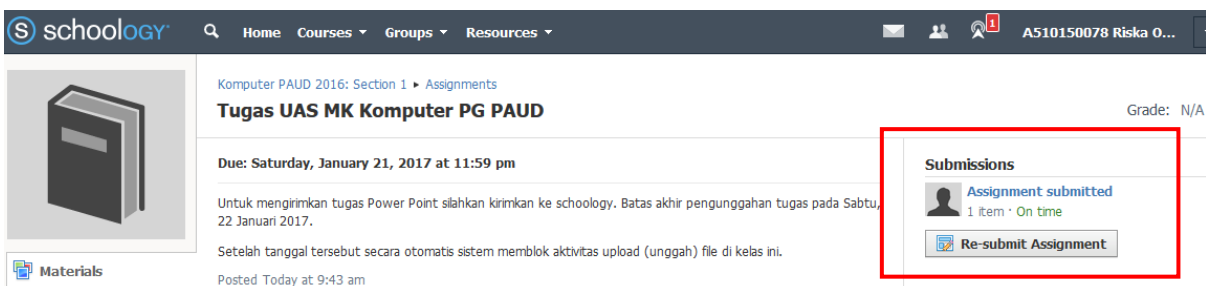 schoology
Home Courses Groups Resources
1
A510150078 Riska O...
Komputer PAUD 2016: Section 1 ▸ Assignments
Tugas UAS MK Komputer PG PAUD
Grade: N/A
Due: Saturday, January 21, 2017 at 11:59 pm
Untuk mengirimkan tugas Power Point silahkan kirimkan ke schoology. Batas akhir pengunggahan tugas pada Sabtu,
22 Januari 2017.
Setelah tanggal tersebut secara otomatis sistem memblok aktivitas upload (unggah) file di kelas ini.
Posted Today at 9:43 am
Submissions
Assignment submitted
1 item · On time
Re-submit Assignment
Materials